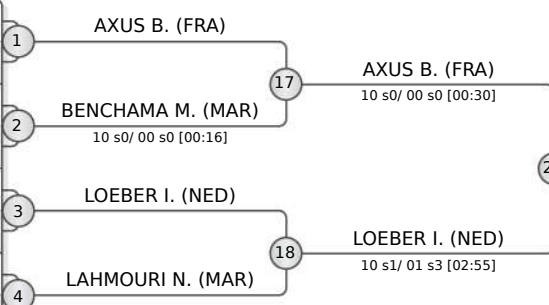 AXUS B. (FRA)
1
17
AXUS B. (FRA)
10 s0/ 00 s0 [00:30]
BENCHAMA M. (MAR)
2
10 s0/ 00 s0 [00:16]
LOEBER I. (NED)
3
18
LOEBER I. (NED)
10 s1/ 01 s3 [02:55]
LAHMOURI N. (MAR)
4